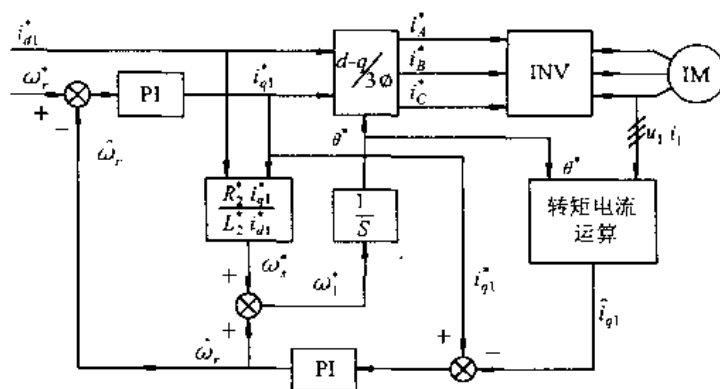 i*d1
i*A
ω*r
+
−
PI
i*q1
d-q/3φ
i*B
INV
IM
i*C
ω̂r
θ*
θ*
u1 i1
R*2 i*q1
L*2 i*d1
1
S
转矩电流
运算
ω*s
+
ω*1
i*q1
îq1
+
ω̂r
PI
+
−